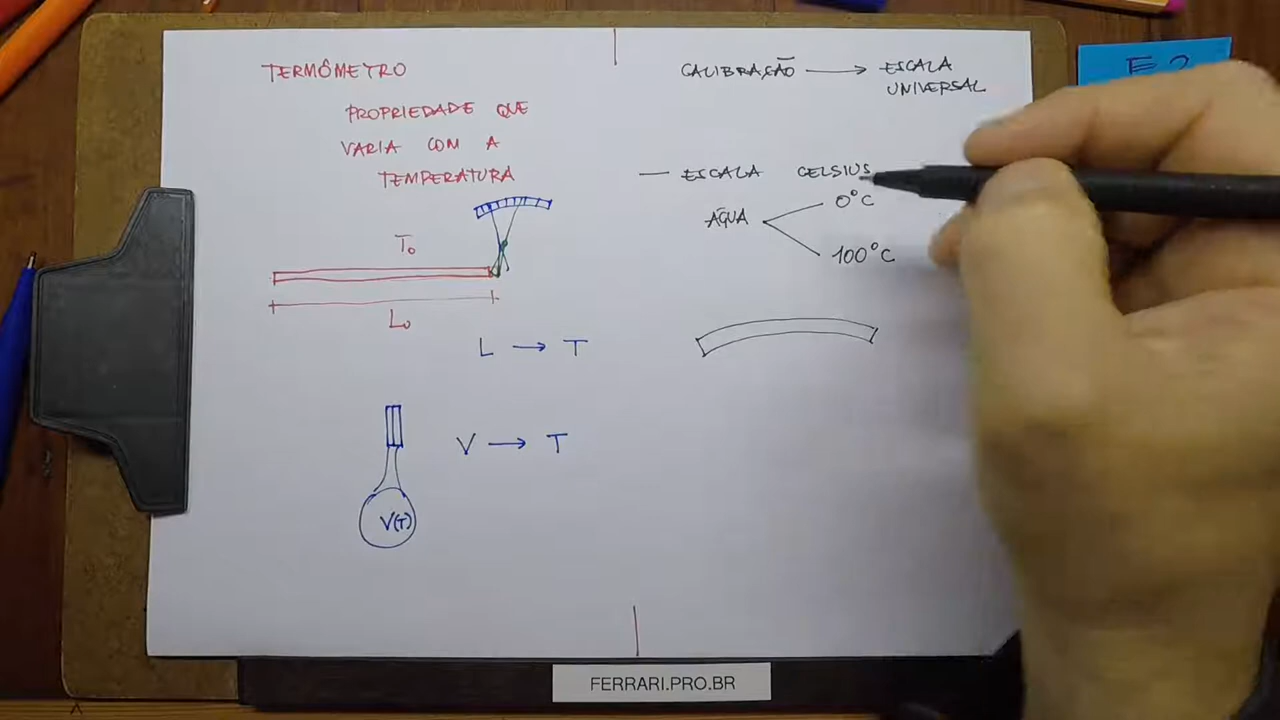 TERMÔMETRO
PROPRIEDADE QUE
VARIA COM A
TEMPERATURA
T₀
L₀
L → T
V → T
V(T)
CALIBRAÇÃO → ESCALA
UNIVERSAL
— ESCALA CELSIUS
ÁGUA
0°C
100°C
FERRARI.PRO.BR